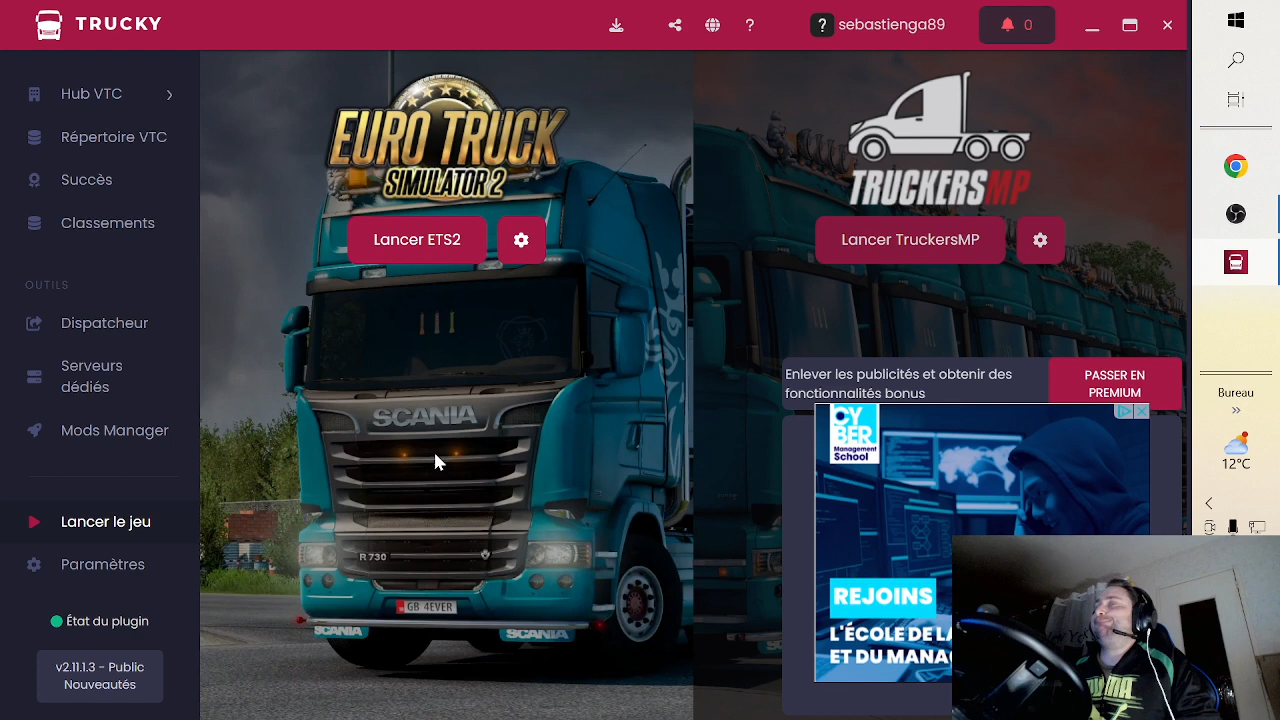 TRUCKY
?
? sebastienga89
0
Hub VTC
Répertoire VTC
Succès
Classements
OUTILS
Dispatcheur
Serveurs
dédiés
Mods Manager
Lancer le jeu
Paramètres
État du plugin
v2.11.1.3 - Public
Nouveautés
EURO TRUCK
SIMULATOR 2
Lancer ETS2
SCANIA
R 730
GB 4EVER
SCANIA
SCANIA
TRUCKERSMP
Lancer TruckersMP
Enlever les publicités et obtenir des
fonctionnalités bonus
PASSER EN
PREMIUM
CY
BER
Management
School
REJOINS
L'ÉCOLE DE LA
ET DU MANA
Bureau
12°C